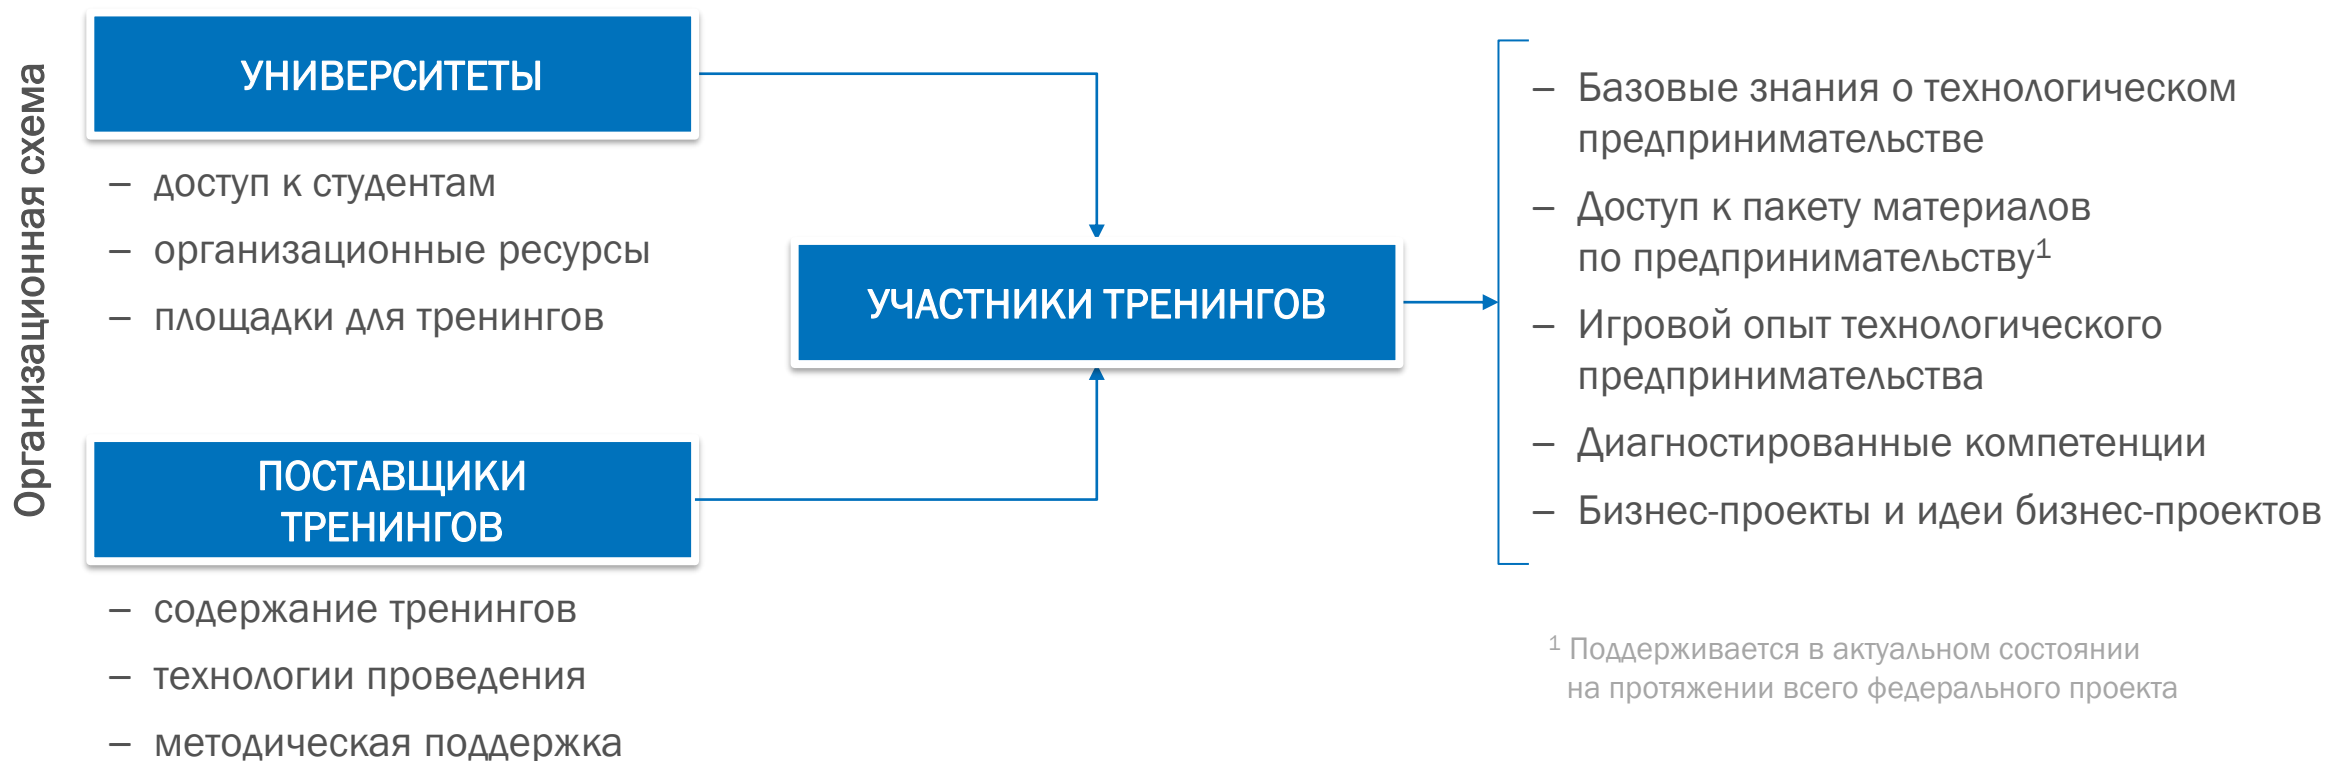 Организационная схема
УНИВЕРСИТЕТЫ
– доступ к студентам
– организационные ресурсы
– площадки для тренингов
ПОСТАВЩИКИ
ТРЕНИНГОВ
– содержание тренингов
– технологии проведения
– методическая поддержка
УЧАСТНИКИ ТРЕНИНГОВ
– Базовые знания о технологическом
предпринимательстве
– Доступ к пакету материалов
по предпринимательству¹
– Игровой опыт технологического
предпринимательства
– Диагностированные компетенции
– Бизнес-проекты и идеи бизнес-проектов
¹ Поддерживается в актуальном состоянии
на протяжении всего федерального проекта